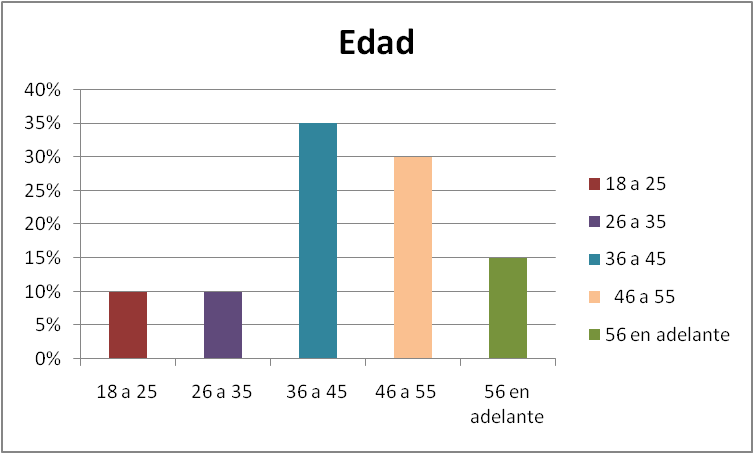 Edad
40%
35%
30%
25%
20%
15%
10%
5%
0%
18 a 25
26 a 35
36 a 45
46 a 55
56 en
adelante
18 a 25
26 a 35
36 a 45
46 a 55
56 en adelante